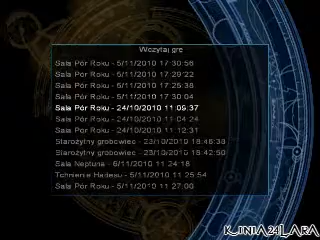 Wczytaj grę
Sala Pór Roku - 5/11/2010 17:30:56
Sala Pór Roku - 5/11/2010 17:29:22
Sala Pór Roku - 5/11/2010 17:25:38
Sala Pór Roku - 5/11/2010 17:30:04
Sala Pór Roku - 24/10/2010 11:05:37
Sala Pór Roku - 24/10/2010 11:04:24
Sala Pór Roku - 24/10/2010 11:12:31
Starożytny grobowiec - 23/10/2010 18:46:38
Starożytny grobowiec - 23/10/2010 18:42:50
Sala Neptuna - 6/11/2010 11:24:18
Tchnienie Hadesu - 5/11/2010 11:25:54
Sala Pór Roku - 5/11/2010 11:27:00
K_INIA24LARA